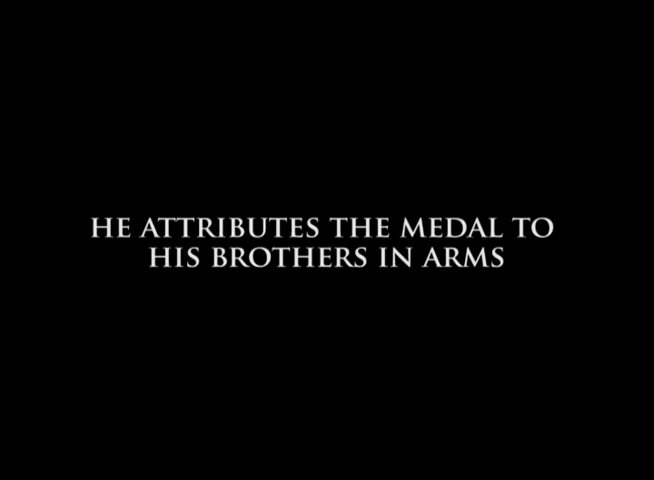 HE ATTRIBUTES THE MEDAL TO
HIS BROTHERS IN ARMS